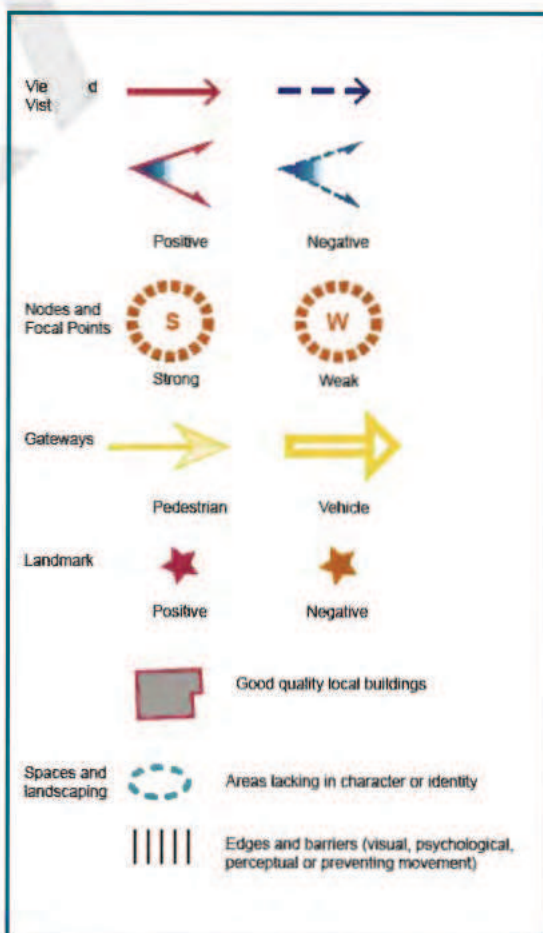 Vie d
Vist
Positive Negative
Nodes and
Focal Points
S W
Strong Weak
Gateways
Pedestrian Vehicle
Landmark
Positive Negative
Good quality local buildings
Spaces and
landscaping
Areas lacking in character or identity
Edges and barriers (visual, psychological,
perceptual or preventing movement)